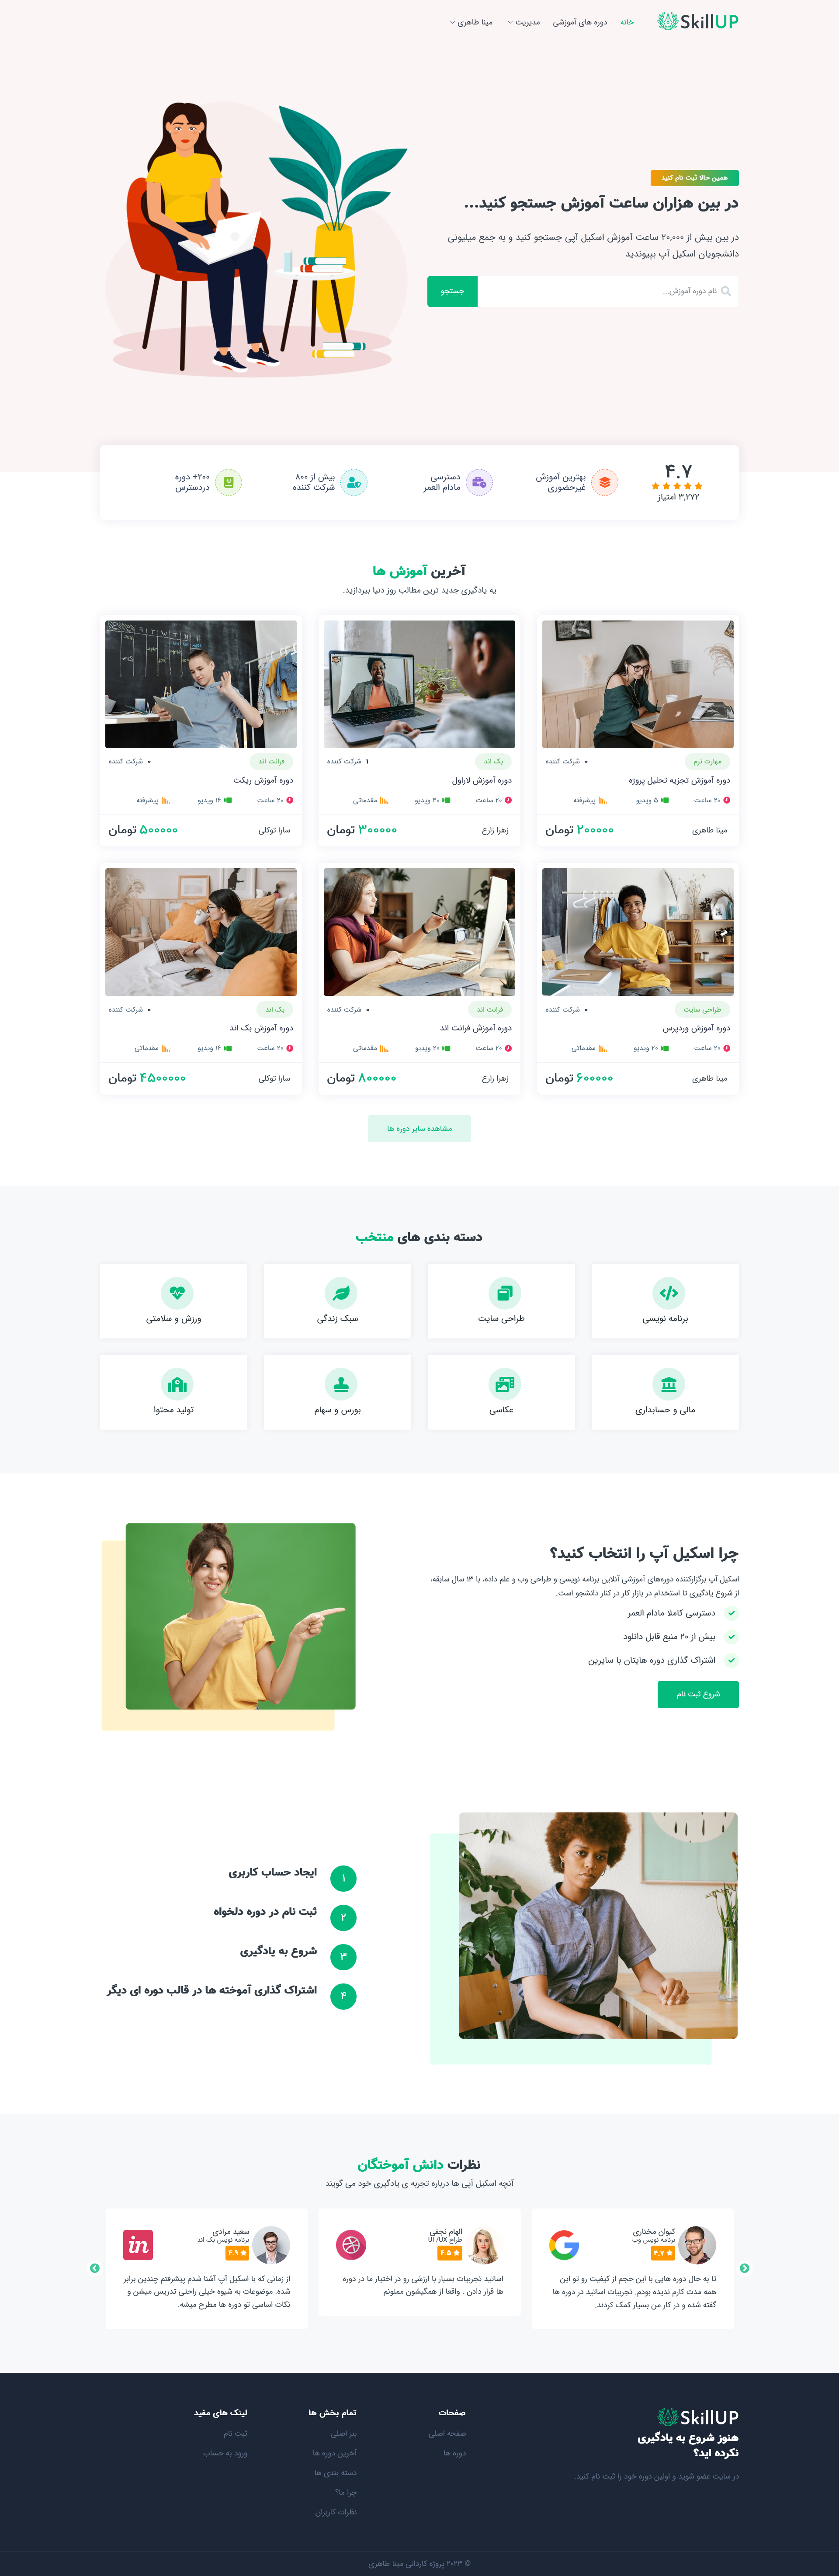 SkillUP
خانه
دوره های آموزشی
مدیریت
مینا طاهری
همین حالا ثبت نام کنید
در بین هزاران ساعت آموزش جستجو کنید...
در بین بیش از ۲۰,۰۰۰ ساعت آموزش اسکیل آپی جستجو کنید و به جمع میلیونی
دانشجویان اسکیل آپ بپیوندید
نام دوره آموزش...
جستجو
۴.۷
۳,۲۷۲ امتیاز
بهترین آموزش
غیرحضوری
دسترسی
مادام العمر
بیش از ۸۰۰
شرکت کننده
۲۰۰+ دوره
دردسترس
آخرین آموزش ها
یه یادگیری جدید ترین مطالب روز دنیا بپردازید.
مهارت نرم
۰ شرکت کننده
دوره آموزش تجزیه تحلیل پروژه
۲۰ ساعت
۵ ویدیو
پیشرفته
مینا طاهری
۲۰۰۰۰۰ تومان
بک اند
۱ شرکت کننده
دوره آموزش لاراول
۲۰ ساعت
۴۰ ویدیو
مقدماتی
زهرا زارع
۳۰۰۰۰۰ تومان
فرانت اند
۰ شرکت کننده
دوره آموزش ریکت
۲۰ ساعت
۱۶ ویدیو
پیشرفته
سارا توکلی
۵۰۰۰۰۰ تومان
طراحی سایت
۰ شرکت کننده
دوره آموزش وردپرس
۲۰ ساعت
۲۰ ویدیو
مقدماتی
مینا طاهری
۶۰۰۰۰۰ تومان
فرانت اند
۰ شرکت کننده
دوره آموزش فرانت اند
۲۰ ساعت
۲۰ ویدیو
مقدماتی
زهرا زارع
۸۰۰۰۰۰ تومان
بک اند
۰ شرکت کننده
دوره آموزش بک اند
۲۰ ساعت
۱۶ ویدیو
مقدماتی
سارا توکلی
۴۵۰۰۰۰۰ تومان
مشاهده سایر دوره ها
دسته بندی های منتخب
برنامه نویسی
طراحی سایت
سبک زندگی
ورزش و سلامتی
مالی و حسابداری
عکاسی
بورس و سهام
تولید محتوا
چرا اسکیل آپ را انتخاب کنید؟
اسکیل آپ برگزارکننده دوره‌های آموزشی آنلاین برنامه نویسی و طراحی وب و علم داده، با ۱۳ سال سابقه،
از شروع یادگیری تا استخدام در بازار کار در کنار دانشجو است.
دسترسی کاملا مادام العمر
بیش از 20 منبع قابل دانلود
اشتراک گذاری دوره هایتان با سایرین
شروع ثبت نام
۱
ایجاد حساب کاربری
۲
ثبت نام در دوره دلخواه
۳
شروع به یادگیری
۴
اشتراک گذاری آموخته ها در قالب دوره ای دیگر
نظرات دانش آموختگان
آنچه اسکیل آپی ها درباره تجربه ی یادگیری خود می گویند
کیوان مختاری
برنامه نویس وب
۴.۷
تا به حال دوره هایی با این حجم از کیفیت رو تو این
همه مدت کارم ندیده بودم. تجربیات اساتید در دوره ها
گفته شده و در کار من بسیار کمک کردند.
الهام نجفی
طراح UI/UX
۴.۵
اساتید تجربیات بسیار با ارزشی رو در اختیار ما در دوره
ها قرار دادن . واقعا از همگیشون ممنونم
سعید مرادی
برنامه نویس بک اند
۴.۹
in
از زمانی که با اسکیل آپ آشنا شدم پیشرفتم چندین برابر
شده. موضوعات به شیوه خیلی راحتی تدریس میشن و
نکات اساسی تو دوره ها مطرح میشه.
SkillUP
هنوز شروع به یادگیری
نکرده اید؟
در سایت عضو شوید و اولین دوره خود را ثبت نام کنید.
صفحات
صفحه اصلی
دوره ها
تمام بخش ها
بنر اصلی
آخرین دوره ها
دسته بندی ها
چرا ما؟
نظرات کاربران
لینک های مفید
ثبت نام
ورود به حساب
© ۲۰۲۳ پروژه کاردانی مینا طاهری